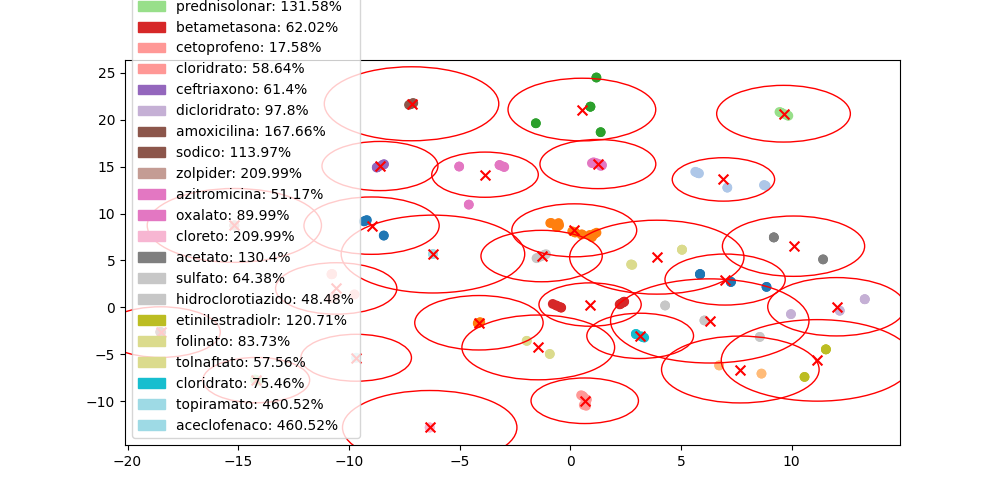 prednisolonar: 131.58%
betametasona: 62.02%
cetoprofeno: 17.58%
cloridrato: 58.64%
ceftriaxono: 61.4%
dicloridrato: 97.8%
amoxicilina: 167.66%
sodico: 113.97%
zolpider: 209.99%
azitromicina: 51.17%
oxalato: 89.99%
cloreto: 209.99%
acetato: 130.4%
sulfato: 64.38%
hidroclorotiazido: 48.48%
etinilestradiolr: 120.71%
folinato: 83.73%
tolnaftato: 57.56%
cloridrato: 75.46%
topiramato: 460.52%
aceclofenaco: 460.52%
25
20
15
10
5
0
−5
−10
−20 −15 −10 −5 0 5 10